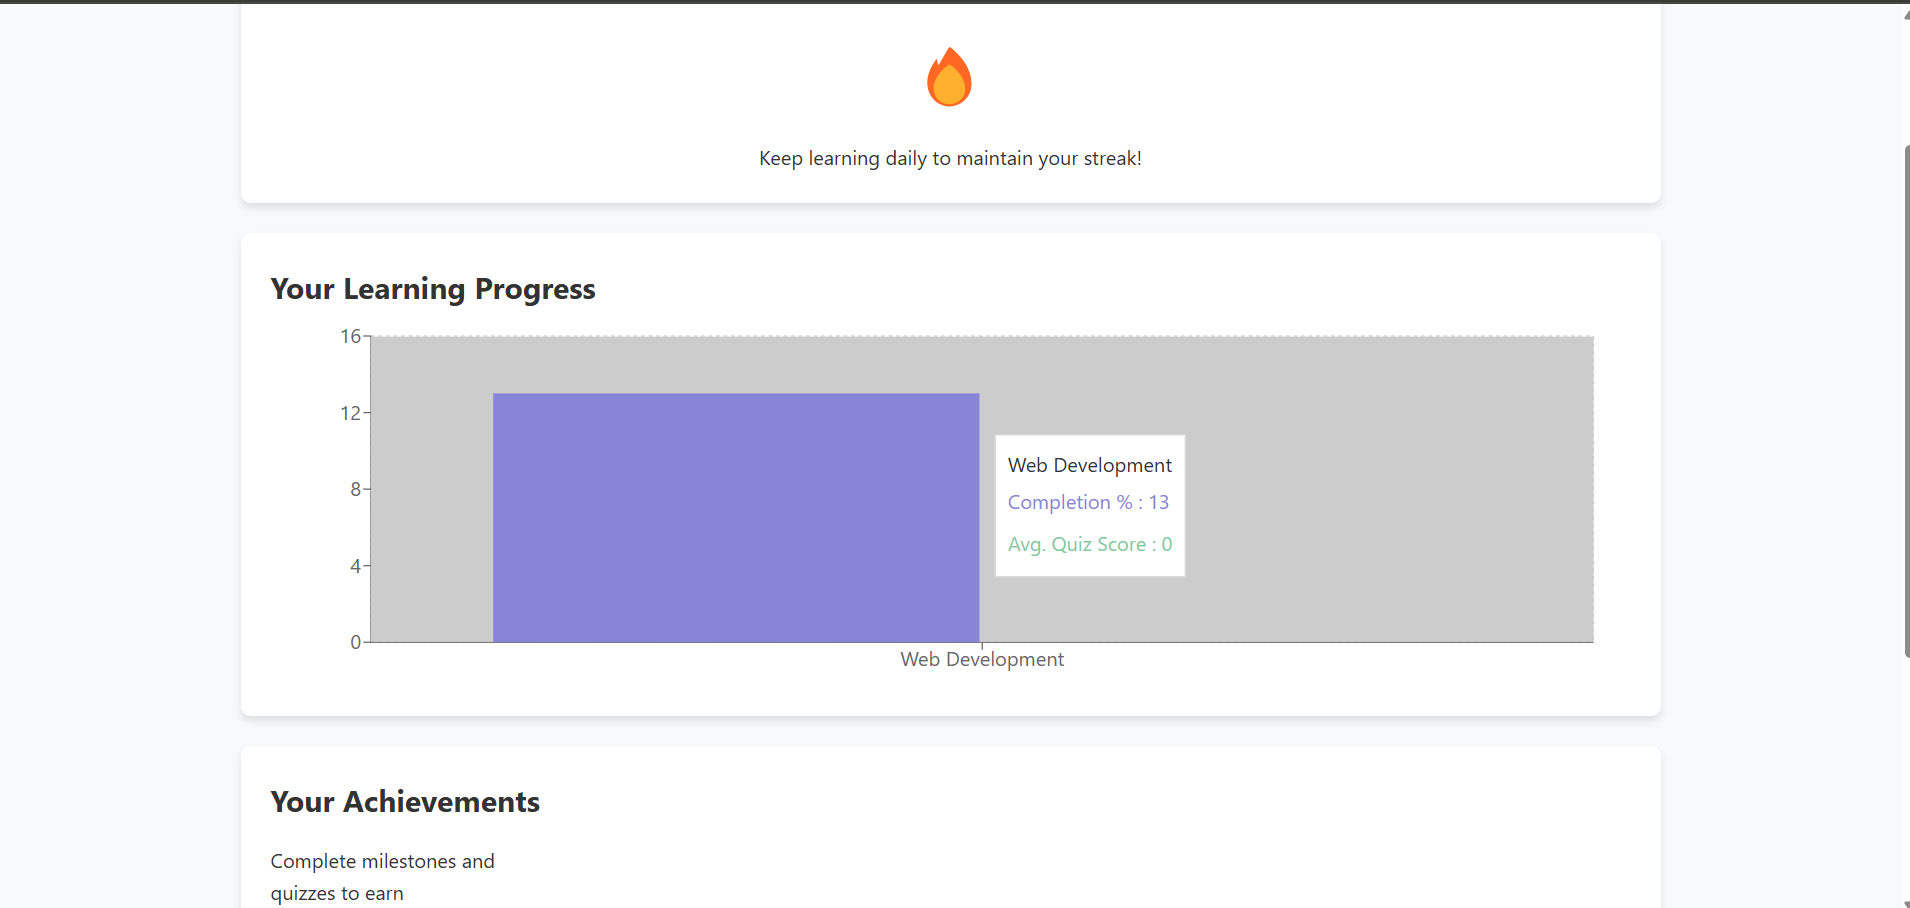 Keep learning daily to maintain your streak!
Your Learning Progress
16
12
8
4
0
Web Development
Completion % : 13
Avg. Quiz Score : 0
Web Development
Your Achievements
Complete milestones and
quizzes to earn